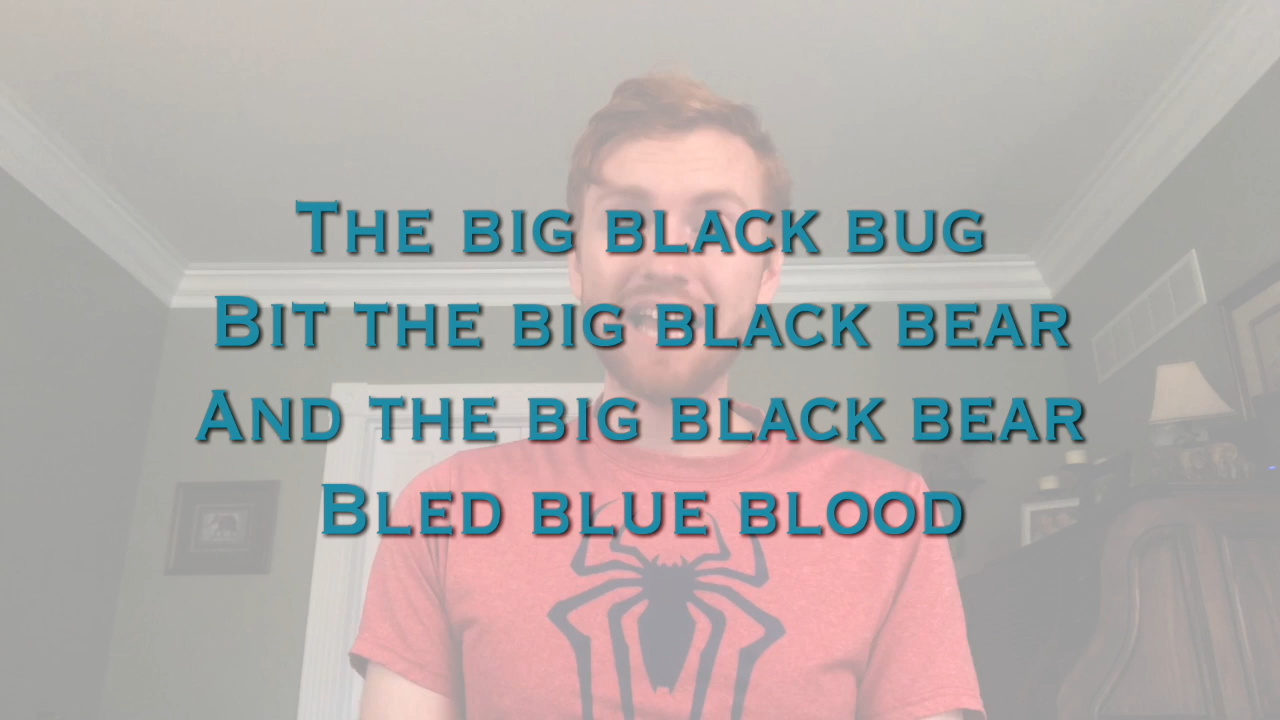 The big black bug
Bit the big black bear
And the big black bear
Bled blue blood